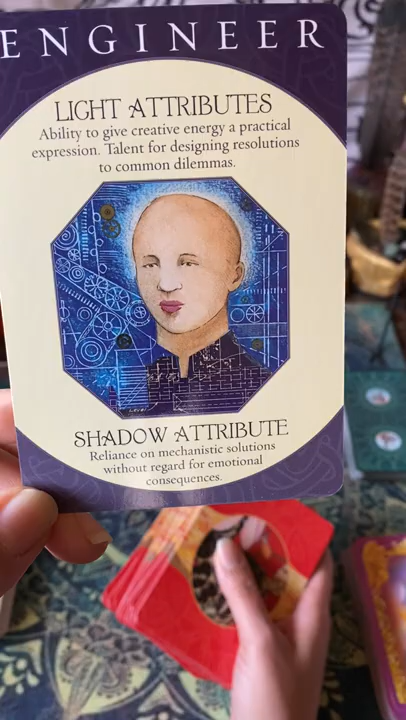 ENGINEER
LIGHT ATTRIBUTES
Ability to give creative energy a practical
expression. Talent for designing resolutions
to common dilemmas.
SHADOW ATTRIBUTE
Reliance on mechanistic solutions
without regard for emotional
consequences.